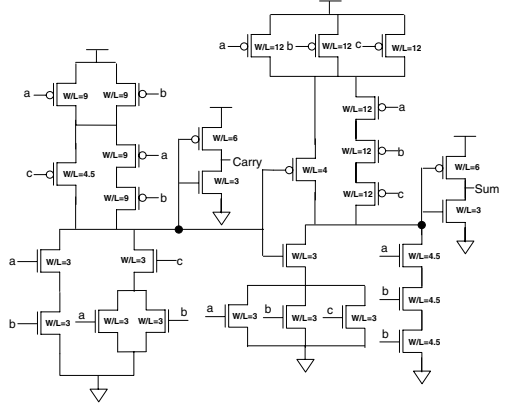 a W/L=12 b W/L=12 c W/L=12
a W/L=9 W/L=9 b
W/L=12 a
W/L=6
c W/L=4.5 W/L=9 a
Carry
W/L=12 b
W/L=3
W/L=4
W/L=6
W/L=9 b
W/L=12 c
Sum
W/L=3
a W/L=3 c
W/L=3
a W/L=4.5
W/L=3
b W/L=3 a W/L=3 W/L=3 b
a W/L=3 b W/L=3 c W/L=3
b W/L=4.5
b W/L=4.5